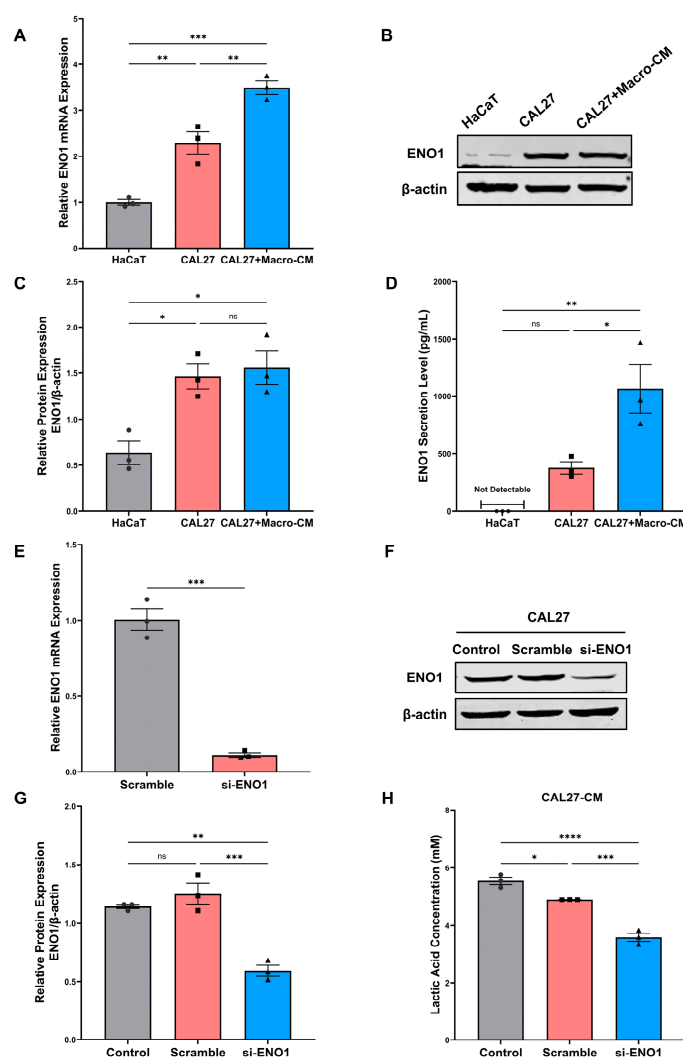 A
Relative ENO1 mRNA Expression
5
4
3
2
1
0
***
**
**
HaCaT
CAL27
CAL27+Macro-CM
B
HaCaT
CAL27
CAL27+Macro-CM
ENO1
β-actin
C
Relative Protein Expression
ENO1/β-actin
2.5
2.0
1.5
1.0
0.5
0.0
*
*
ns
HaCaT
CAL27
CAL27+Macro-CM
D
ENO1 Secretion Level (pg/mL)
2000
1500
1000
500
0
**
ns
*
Not Detectable
HaCaT
CAL27
CAL27+Macro-CM
E
Relative ENO1 mRNA Expression
1.5
1.0
0.5
0.0
***
Scramble
si-ENO1
F
CAL27
Control Scramble si-ENO1
ENO1
β-actin
G
Relative Protein Expression
ENO1/β-actin
2.0
1.5
1.0
0.5
0.0
**
ns
***
Control
Scramble
si-ENO1
H
CAL27-CM
Lactic Acid Concentration (mM)
8
6
4
2
0
****
*
***
Control
Scramble
si-ENO1